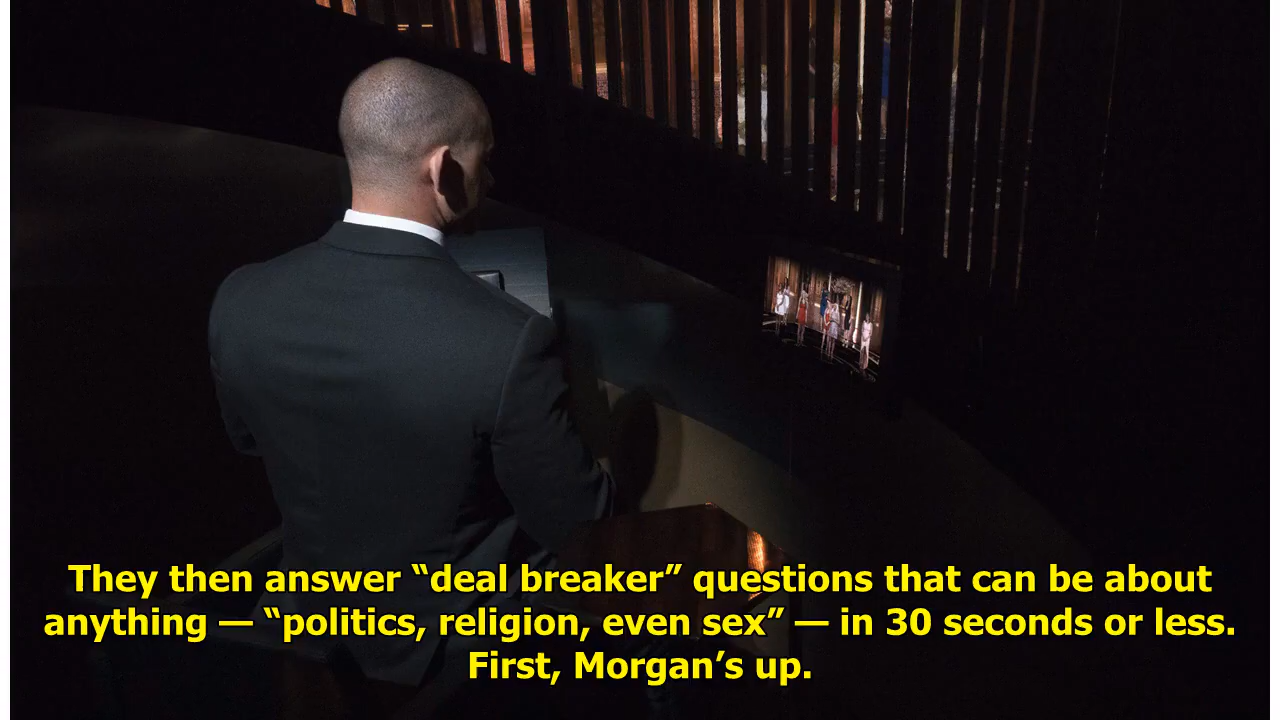 They then answer “deal breaker” questions that can be about
anything — “politics, religion, even sex” — in 30 seconds or less.
First, Morgan’s up.